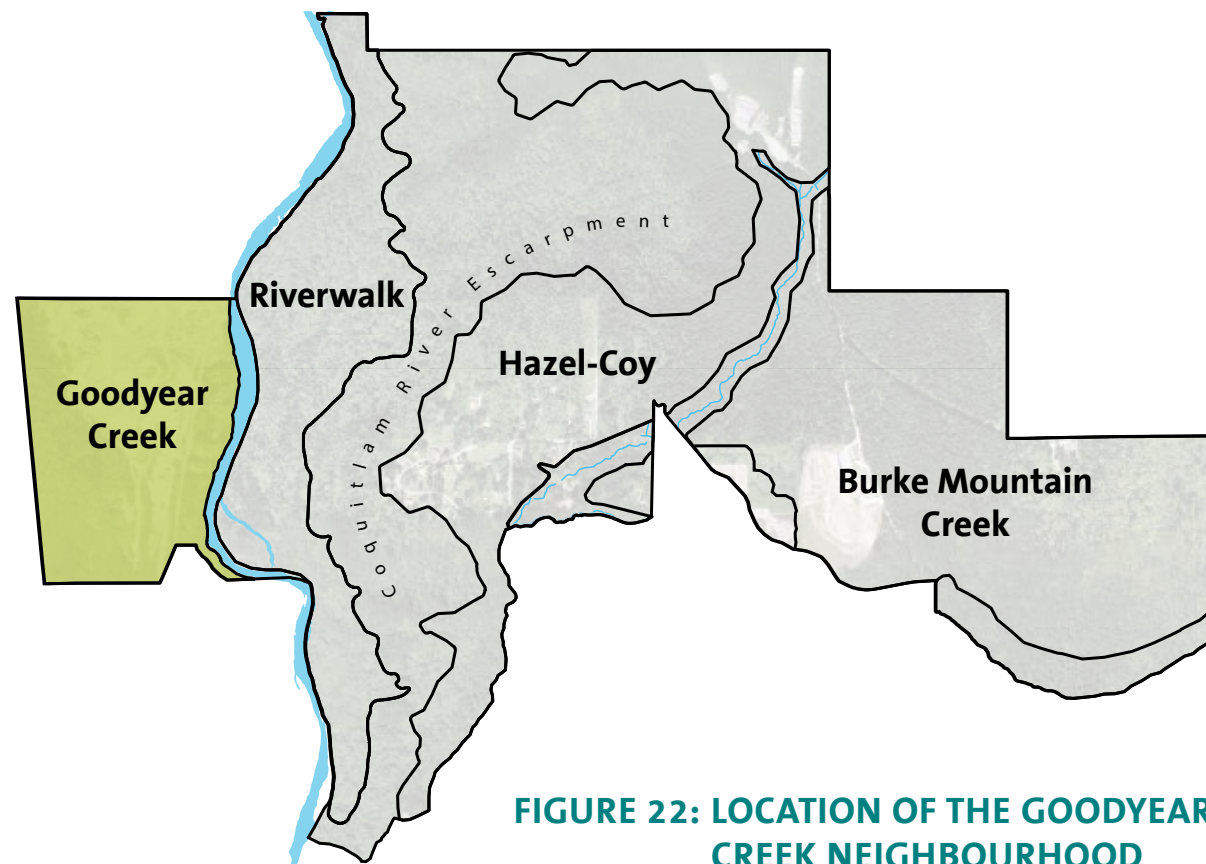 Riverwalk
Coquitlam River Escarpment
Hazel-Coy
Goodyear
Creek
Burke Mountain
Creek
FIGURE 22: LOCATION OF THE GOODYEAR
CREEK NEIGHBOURHOOD